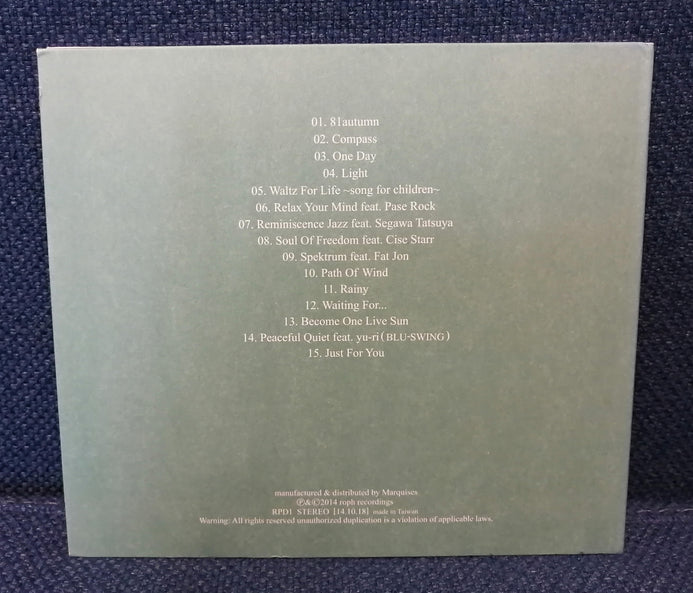 01. 81autumn
02. Compass
03. One Day
04. Light
05. Waltz For Life ~song for children~
06. Relax Your Mind feat. Pase Rock
07. Reminiscence Jazz feat. Segawa Tatsuya
08. Soul Of Freedom feat. Cise Starr
09. Spektrum feat. Fat Jon
10. Path Of Wind
11. Rainy
12. Waiting For...
13. Become One Live Sun
14. Peaceful Quiet feat. yu-ri(BLU-SWING)
15. Just For You
manufactured & distributed by Marquises
Ⓟ&Ⓒ2014 roph recordings
RPD1 STEREO [14.10.18] made in Taiwan
Warning: All rights reserved unauthorized duplication is a violation of applicable laws.